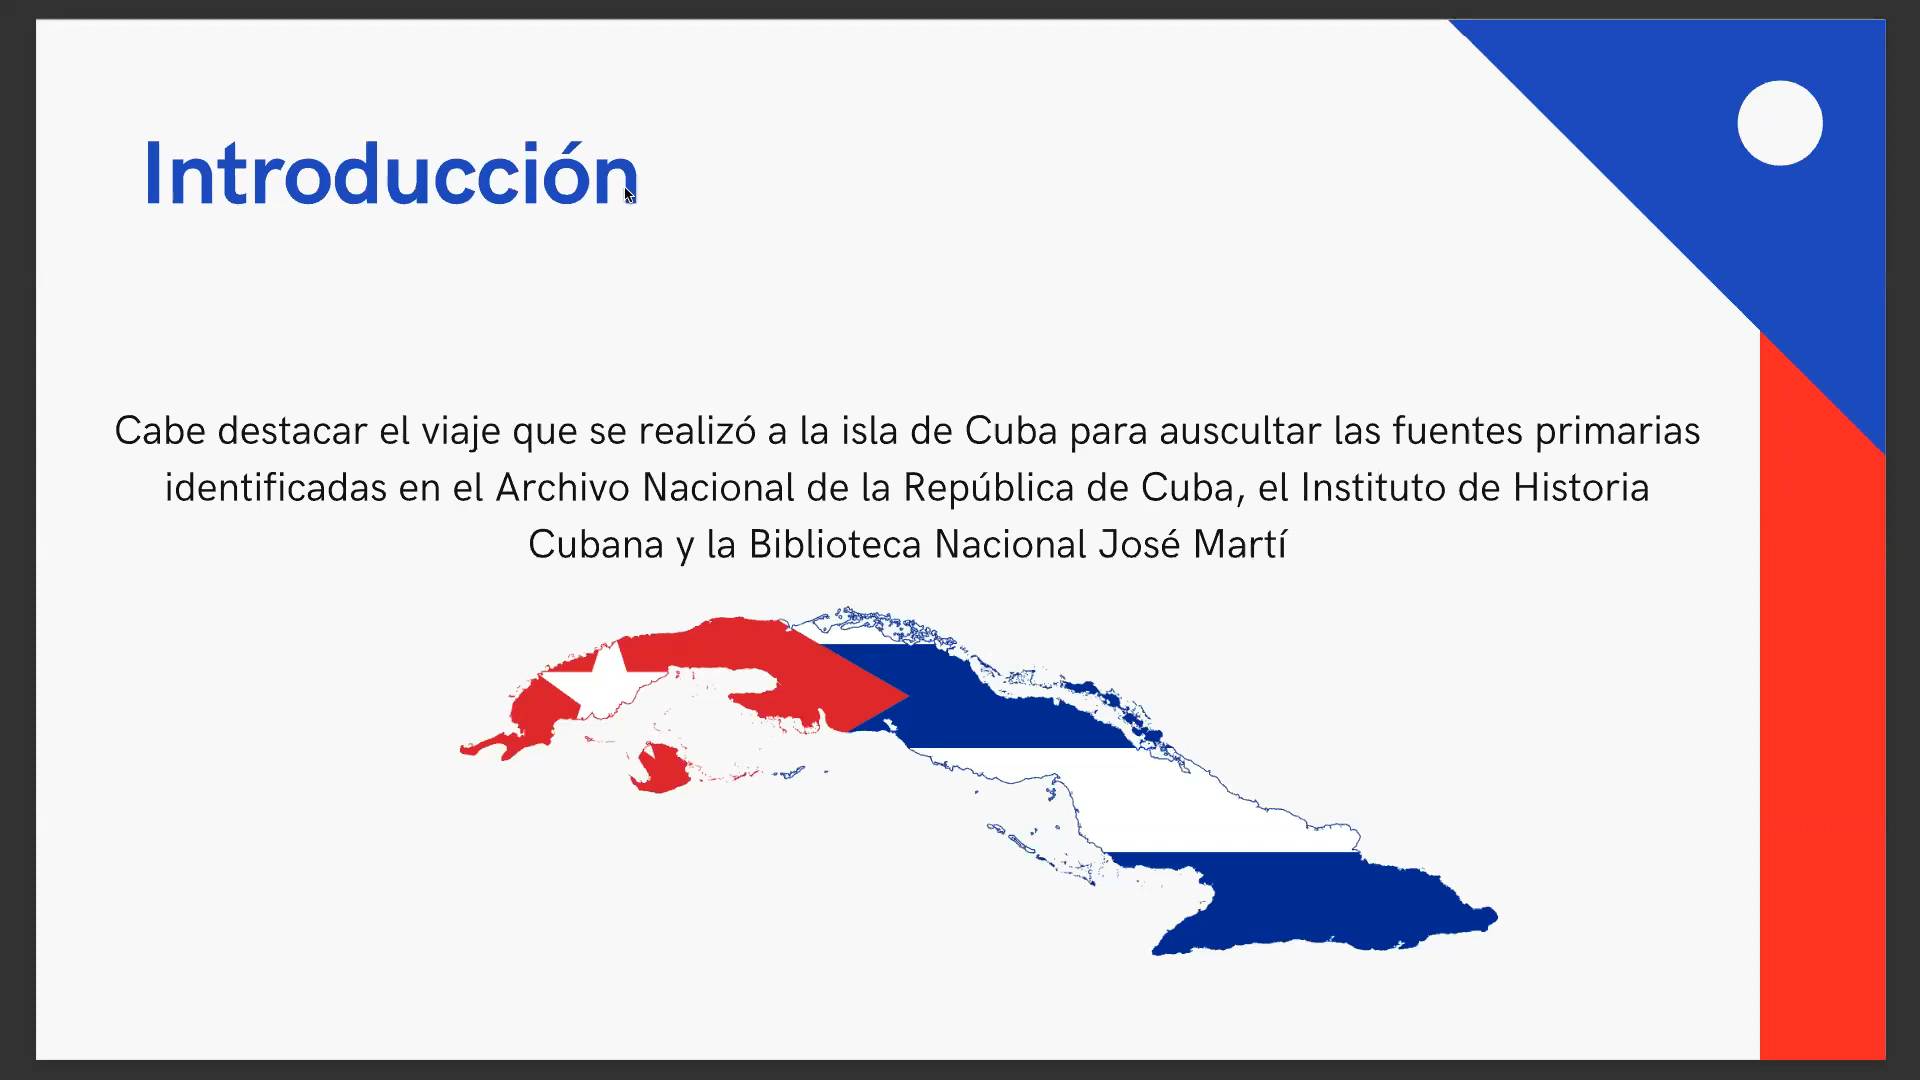 Introducción
Cabe destacar el viaje que se realizó a la isla de Cuba para auscultar las fuentes primarias
identificadas en el Archivo Nacional de la República de Cuba, el Instituto de Historia
Cubana y la Biblioteca Nacional José Martí